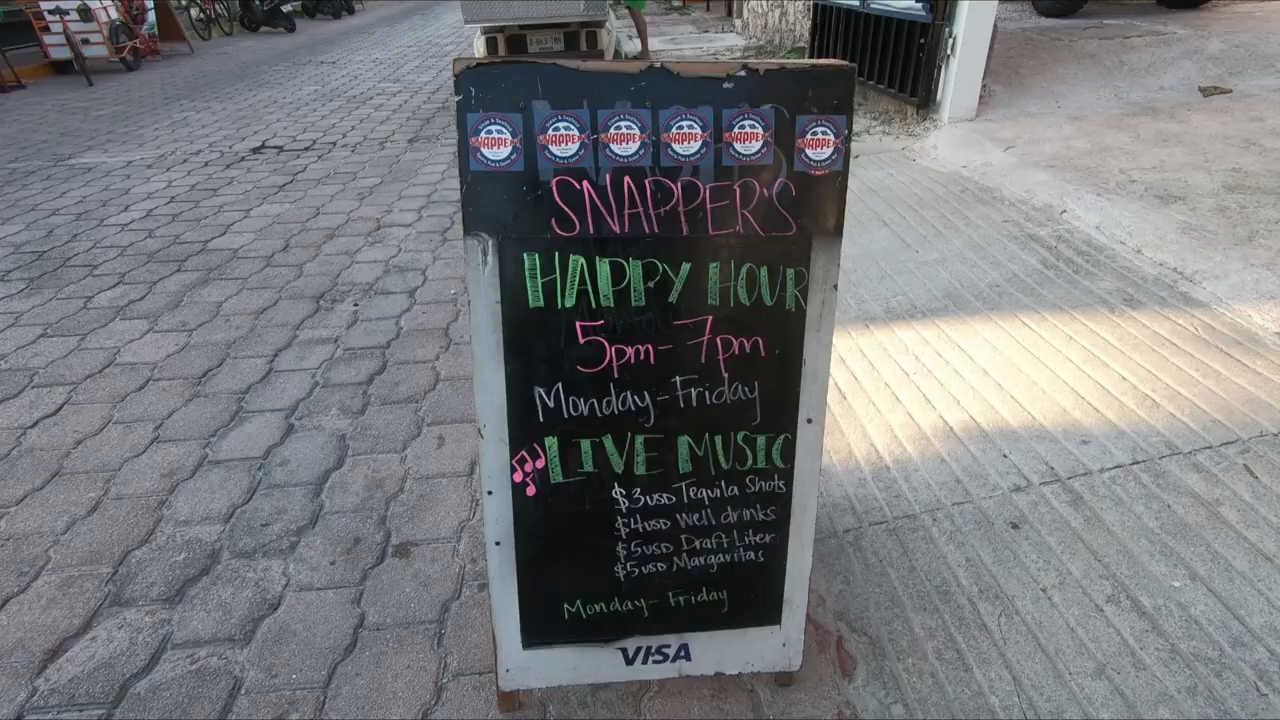 SNAPPER'S
HAPPY HOUR
5pm-7pm
Monday-Friday
LIVE MUSIC
$3USD Tequila Shots
$4USD Well drinks
$5USD Draft Liter
$5USD Margaritas
Monday-Friday
VISA